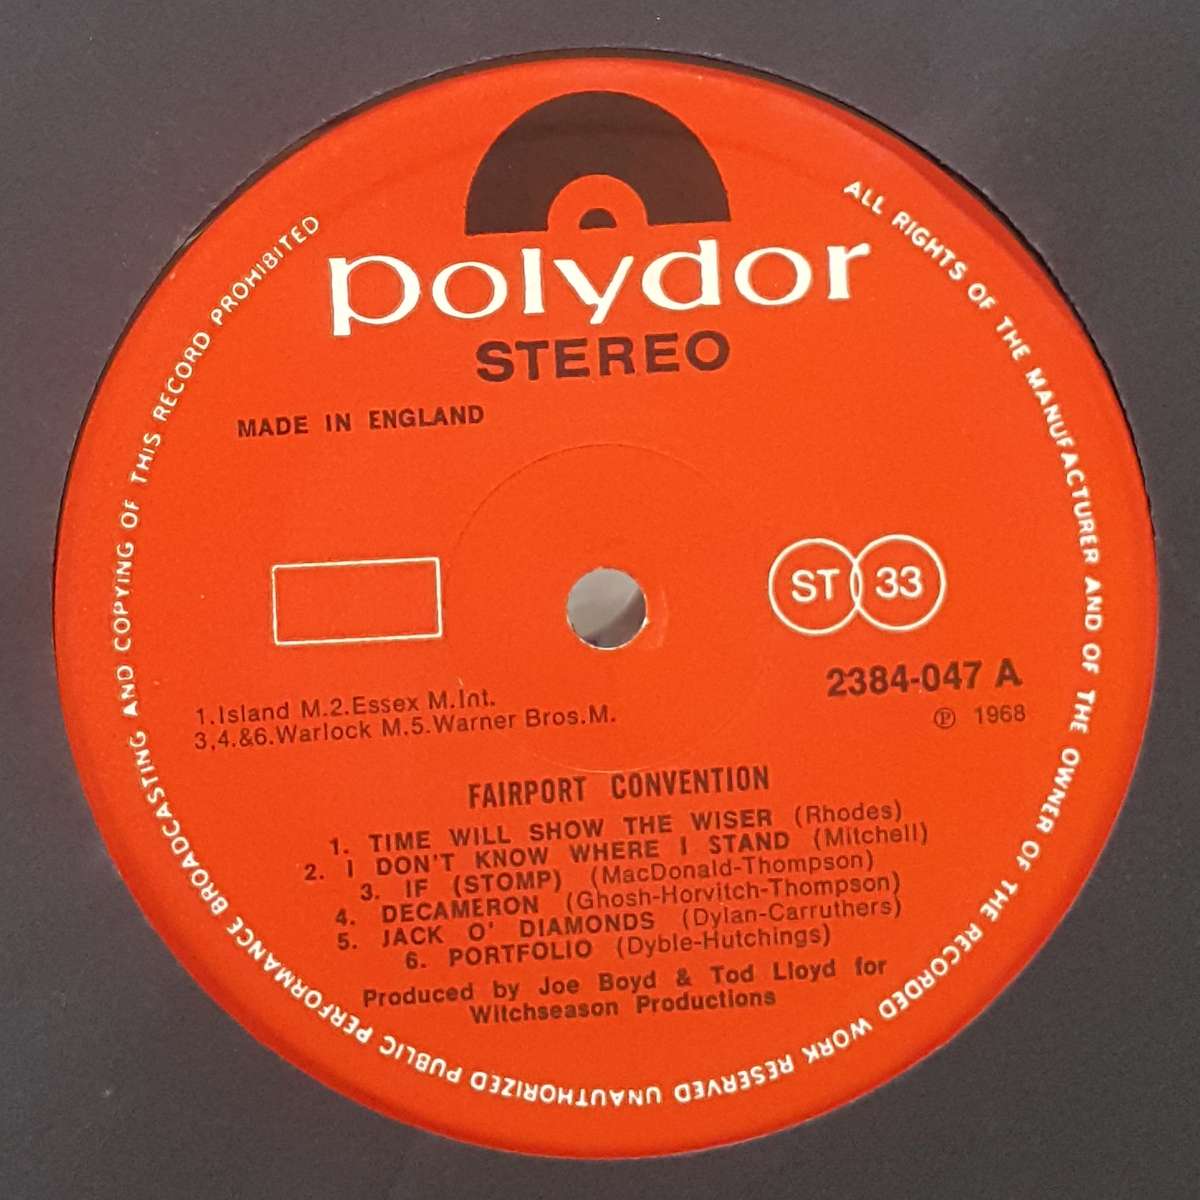 polydor
STEREO
MADE IN ENGLAND
ST 33
2384-047 A
℗ 1968
1.Island M.2.Essex M.Int.
3,4.&6.Warlock M.5.Warner Bros.M.
FAIRPORT CONVENTION
1. TIME WILL SHOW THE WISER (Rhodes)
2. I DON'T KNOW WHERE I STAND (Mitchell)
3. IF (STOMP) (MacDonald-Thompson)
4. DECAMERON (Ghosh-Horvitch-Thompson)
5. JACK O' DIAMONDS (Dylan-Carruthers)
6. PORTFOLIO (Dyble-Hutchings)
Produced by Joe Boyd & Tod Lloyd for
Witchseason Productions
ALL RIGHTS OF THE MANUFACTURER AND OF THE OWNER OF THE RECORDED WORK RESERVED UNAUTHORIZED PUBLIC PERFORMANCE BROADCASTING AND COPYING OF THIS RECORD PROHIBITED